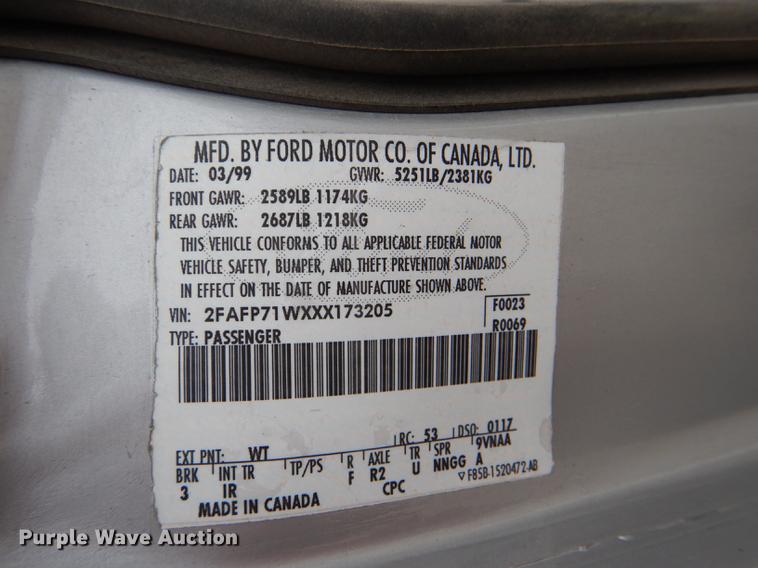 MFD. BY FORD MOTOR CO. OF CANADA, LTD.
DATE: 03/99 GVWR: 5251LB/2381KG
FRONT GAWR: 2589LB 1174KG
REAR GAWR: 2687LB 1218KG
THIS VEHICLE CONFORMS TO ALL APPLICABLE FEDERAL MOTOR
VEHICLE SAFETY, BUMPER, AND THEFT PREVENTION STANDARDS
IN EFFECT ON THE DATE OF MANUFACTURE SHOWN ABOVE.
VIN: 2FAFP71WXXX173205 F0023
TYPE: PASSENGER R0069
EXT PNT: WT RC: 53 DSO: 0117
BRK INT TR TP/PS R AXLE TR SPR 9VNAA
3 IR F R2 U NNGG A
MADE IN CANADA CPC ▽F85B-1520472-AB
Purple Wave Auction